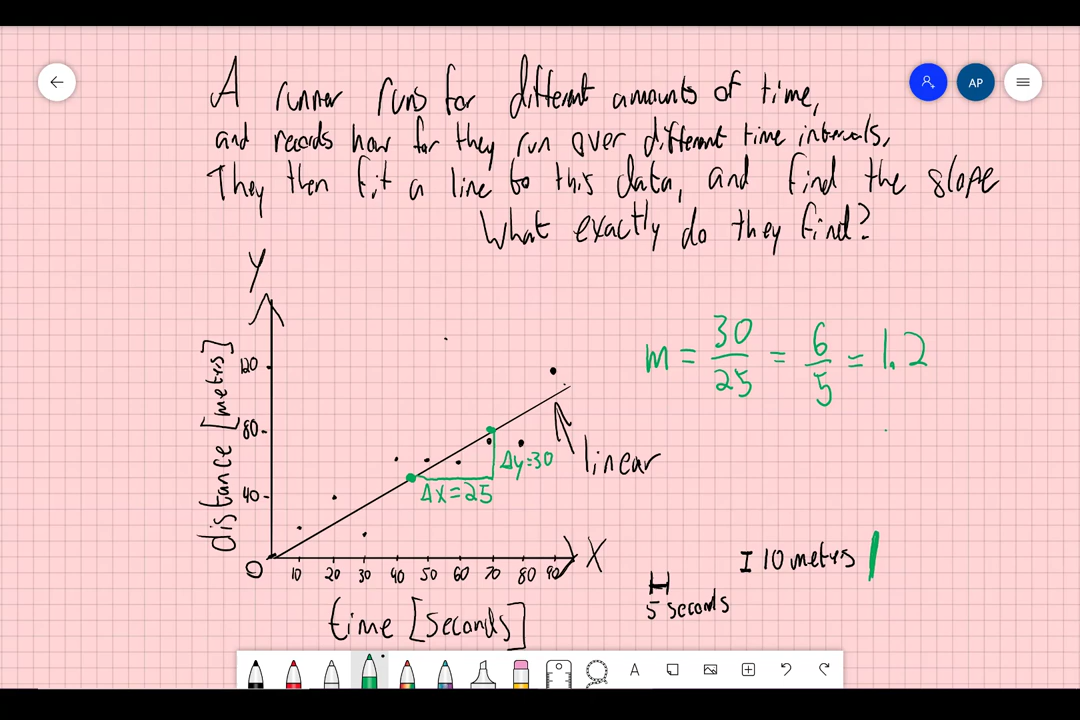 A runner runs for different amounts of time,
and records how far they run over different time intervals,
They then fit a line to this data, and find the slope
What exactly do they find?
AP
Y
distance [metres]
120
80
40
0
10 20 30 40 50 60 70 80 90
X
time [seconds]
Δx=25
Δy=30
linear
m = 30/25 = 6/5 = 1.2
10 metres
5 seconds
A